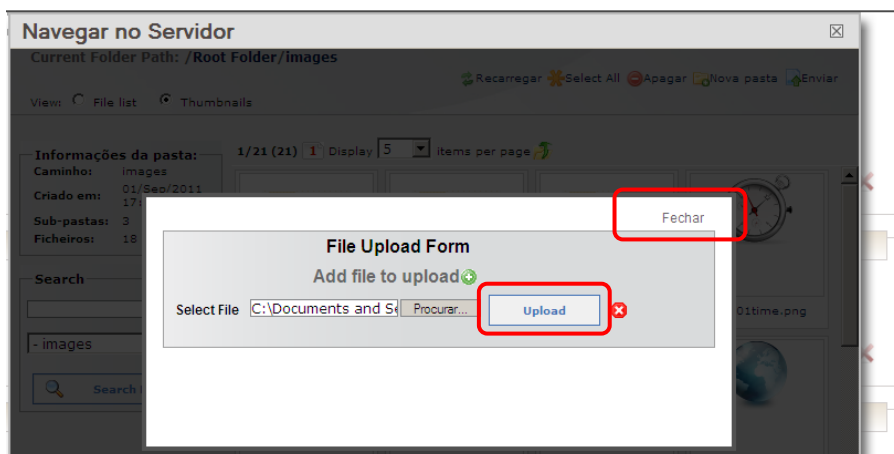 Navegar no Servidor
Current Folder Path: /Root Folder/images
Recarregar Select All Apagar Nova pasta Enviar
View: File list Thumbnails
Informações da pasta:
1/21 (21) 1 Display 5 items per page
Caminho: images
Criado em: 01/Sep/2011
17:
Sub-pastas: 3
Ficheiros: 18
Fechar
File Upload Form
Add file to upload
Search
Select File C:\Documents and Se Procurar... Upload
01time.png
- images
Search